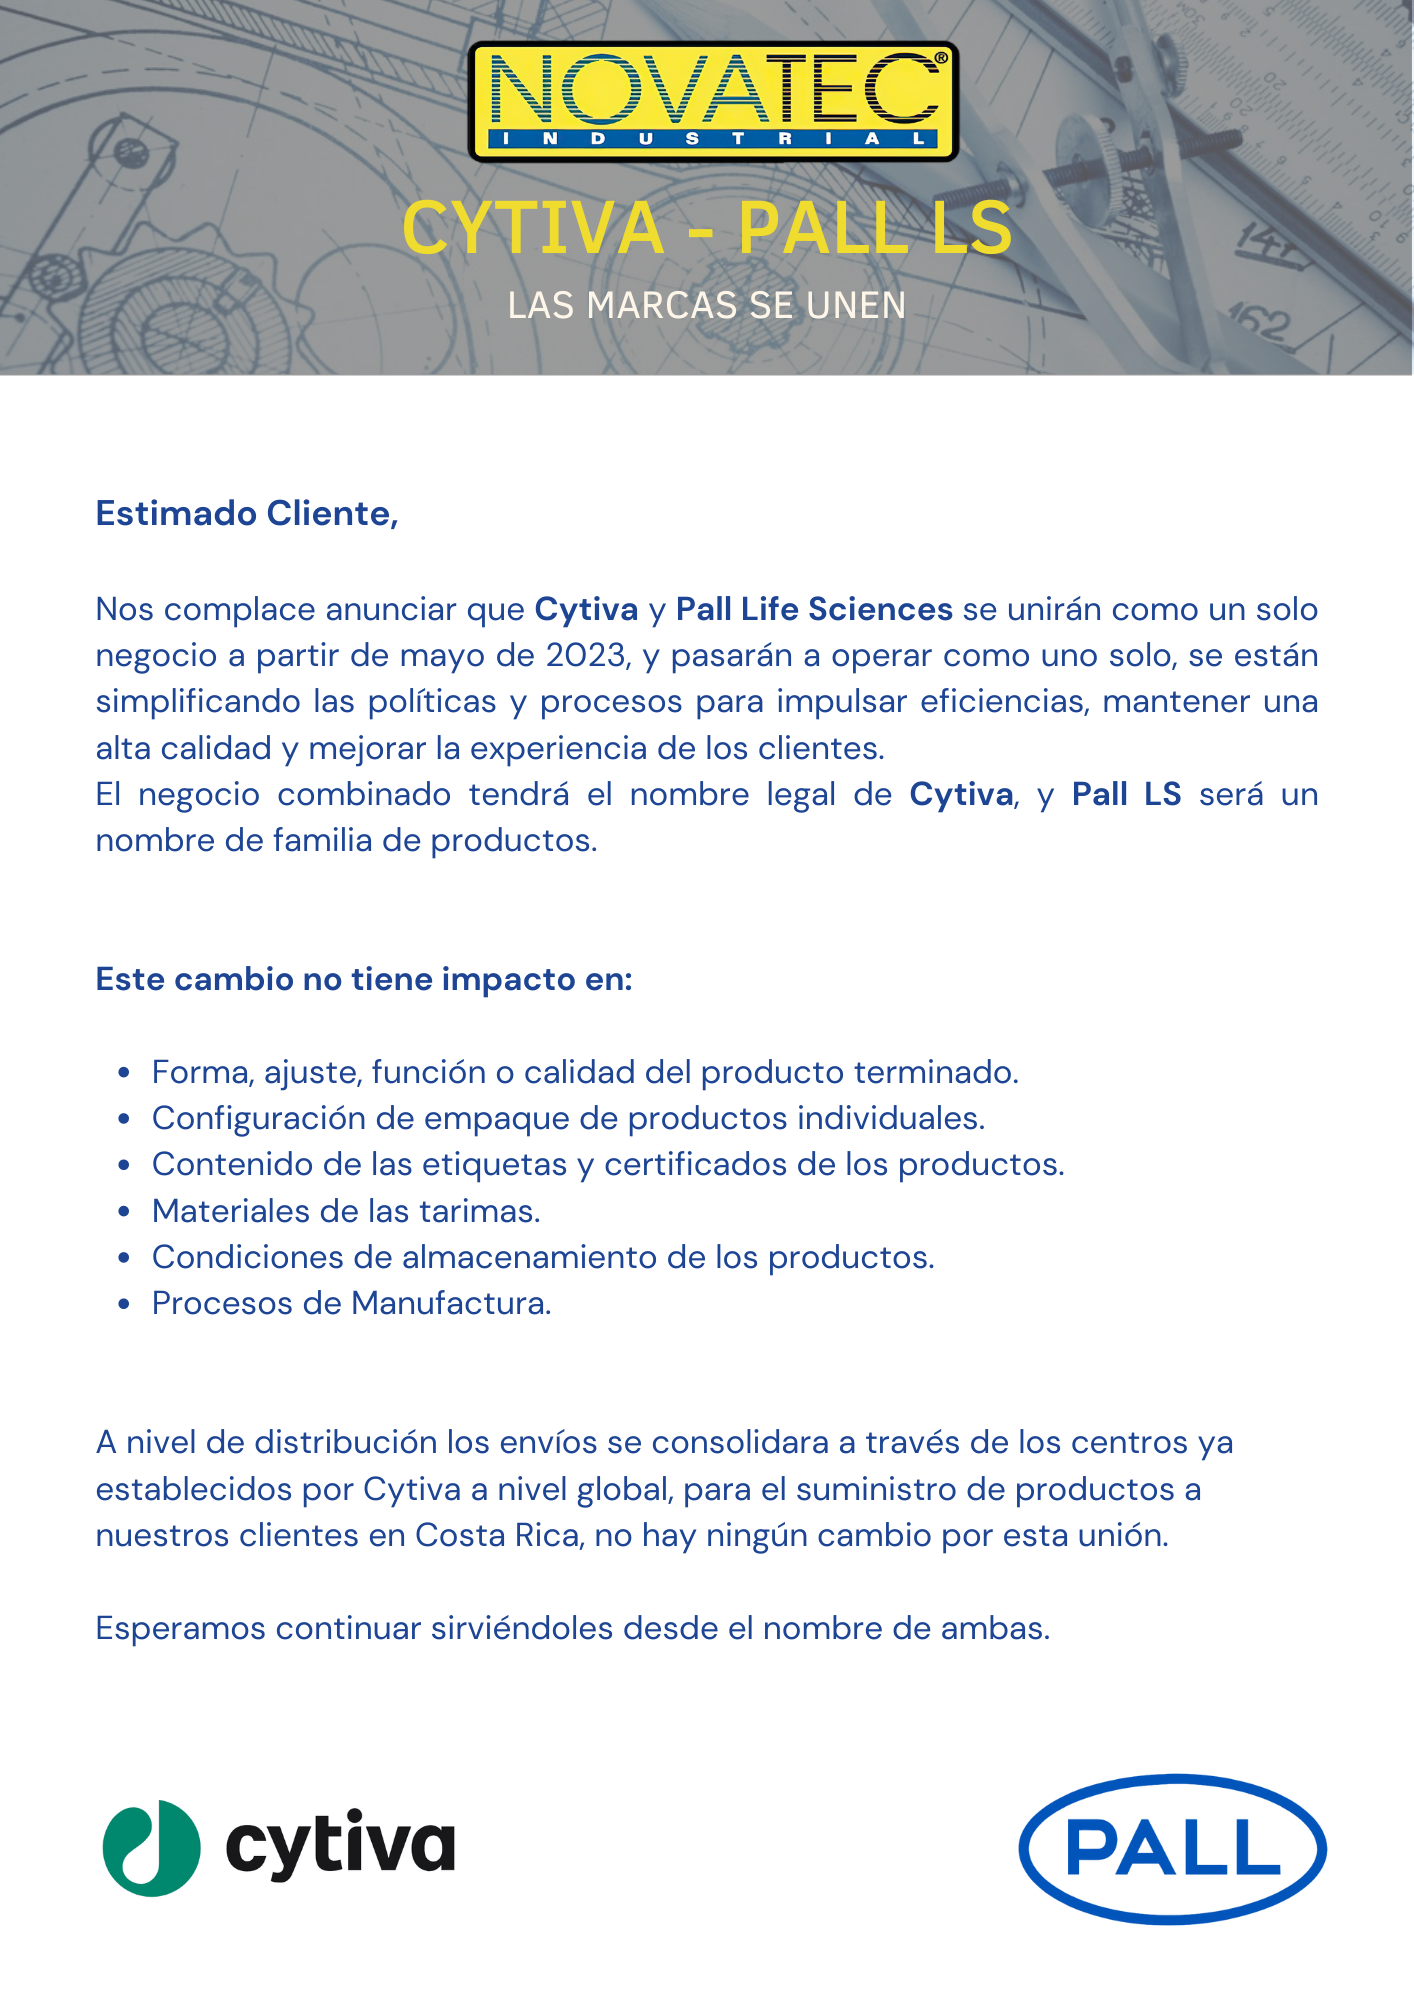 NOVATEC®
INDUSTRIAL
CYTIVA - PALL LS
LAS MARCAS SE UNEN
Estimado Cliente,
Nos complace anunciar que Cytiva y Pall Life Sciences se unirán como un solo
negocio a partir de mayo de 2023, y pasarán a operar como uno solo, se están
simplificando las políticas y procesos para impulsar eficiencias, mantener una
alta calidad y mejorar la experiencia de los clientes.
El negocio combinado tendrá el nombre legal de Cytiva, y Pall LS será un
nombre de familia de productos.
Este cambio no tiene impacto en:
• Forma, ajuste, función o calidad del producto terminado.
• Configuración de empaque de productos individuales.
• Contenido de las etiquetas y certificados de los productos.
• Materiales de las tarimas.
• Condiciones de almacenamiento de los productos.
• Procesos de Manufactura.
A nivel de distribución los envíos se consolidara a través de los centros ya
establecidos por Cytiva a nivel global, para el suministro de productos a
nuestros clientes en Costa Rica, no hay ningún cambio por esta unión.
Esperamos continuar sirviéndoles desde el nombre de ambas.
cytiva
PALL